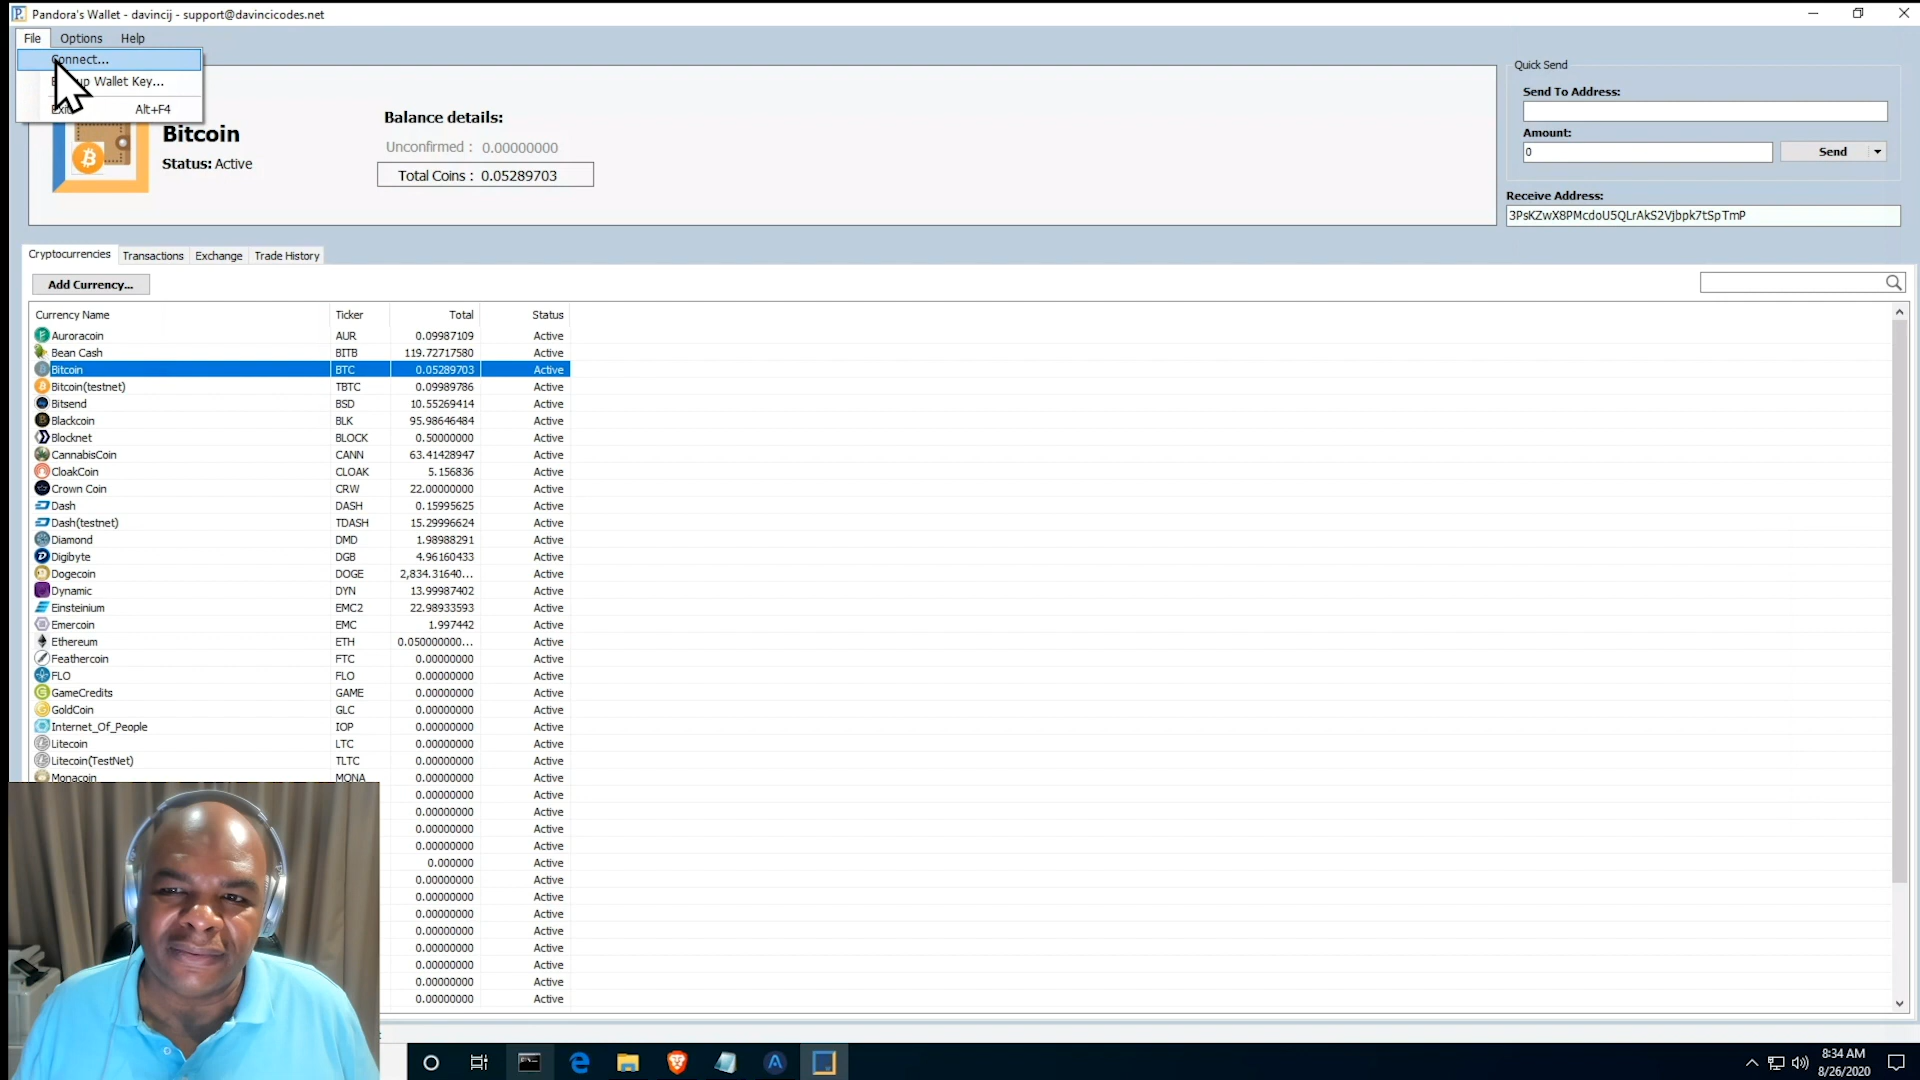 Pandora's Wallet - davincij - support@davincicodes.net
File Options Help
Connect...
Wallet Key...
Exit Alt+F4
Bitcoin
Status: Active
Balance details:
Unconfirmed : 0.00000000
Total Coins : 0.05289703
Quick Send
Send To Address:
Amount:
0 Send
Receive Address:
3PsKZwX8PMcdoU5QLrAkS2Vjbpk7tSpTmP
Cryptocurrencies Transactions Exchange Trade History
Add Currency...
Currency Name Ticker Total Status
Auroracoin AUR 0.09987109 Active
Bean Cash BITB 119.72717580 Active
Bitcoin BTC 0.05289703 Active
Bitcoin(testnet) TBTC 0.09989786 Active
Bitsend BSD 10.55269414 Active
Blackcoin BLK 95.98646484 Active
Blocknet BLOCK 0.50000000 Active
CannabisCoin CANN 63.41428947 Active
CloakCoin CLOAK 5.156836 Active
Crown Coin CRW 22.00000000 Active
Dash DASH 0.15995625 Active
Dash(testnet) TDASH 15.29996624 Active
Diamond DMD 1.98988291 Active
Digibyte DGB 4.96160433 Active
Dogecoin DOGE 2,834.31640... Active
Dynamic DYN 13.99987402 Active
Einsteinium EMC2 22.98933593 Active
Emercoin EMC 1.997442 Active
Ethereum ETH 0.050000000... Active
Feathercoin FTC 0.00000000 Active
FLO FLO 0.00000000 Active
GameCredits GAME 0.00000000 Active
GoldCoin GLC 0.00000000 Active
Internet_Of_People IOP 0.00000000 Active
Litecoin LTC 0.00000000 Active
Litecoin(TestNet) TLTC 0.00000000 Active
Monacoin MONA 0.00000000 Active
0.00000000 Active
0.00000000 Active
0.00000000 Active
0.00000000 Active
0.000000 Active
0.00000000 Active
0.00000000 Active
0.00000000 Active
0.00000000 Active
0.00000000 Active
0.00000000 Active
0.00000000 Active
0.00000000 Active
8:34 AM
8/26/2020